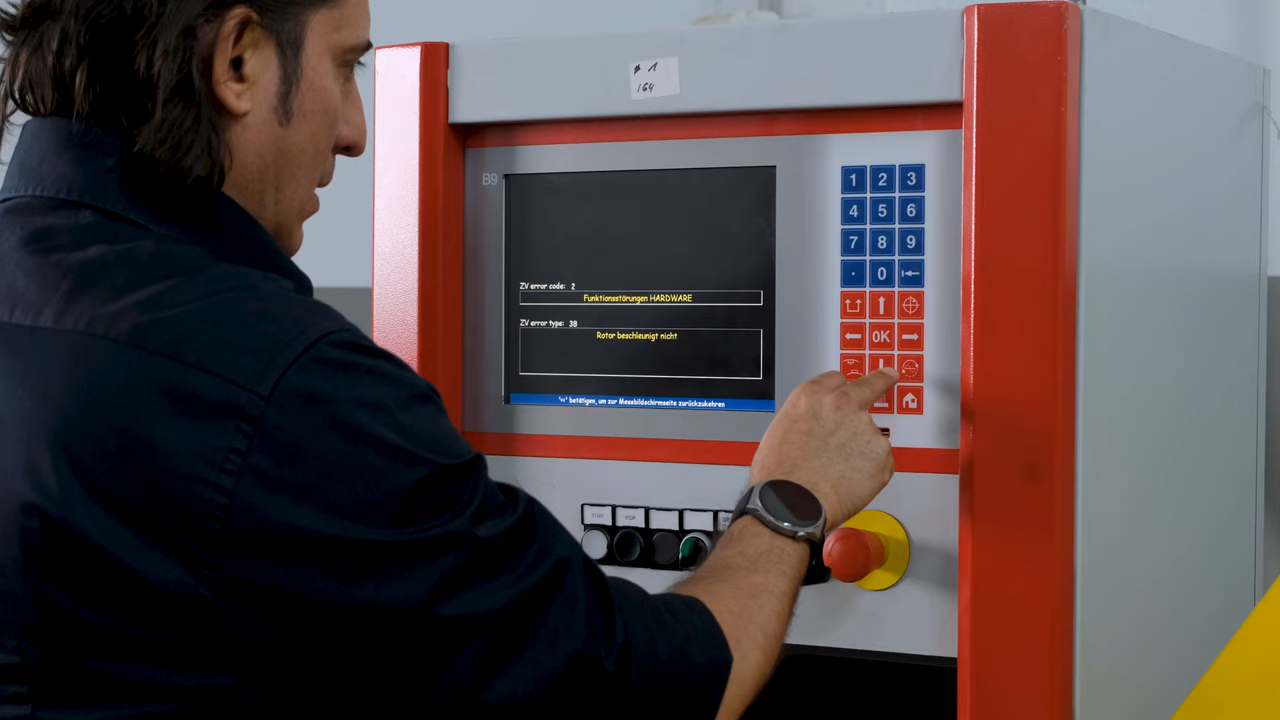 # 1
164
B9
ZV error code: 2
Funktionsstörungen HARDWARE
ZV error type: 38
Rotor beschleunigt nicht
'<<' betätigen, um zur Messbildschirmseite zurückzukehren
1 2 3
4 5 6
7 8 9
. 0
OK
START STOP